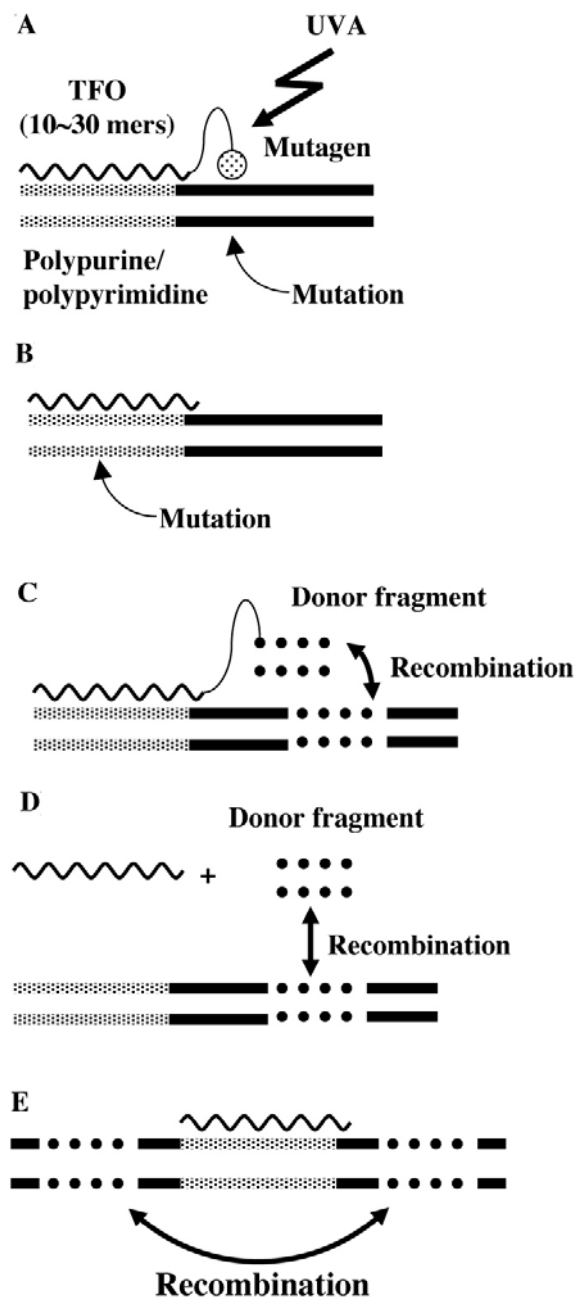 A
UVA
TFO
(10~30 mers)
Mutagen
Polypurine/
polypyrimidine
Mutation
B
Mutation
C
Donor fragment
Recombination
D
Donor fragment
+
Recombination
E
Recombination